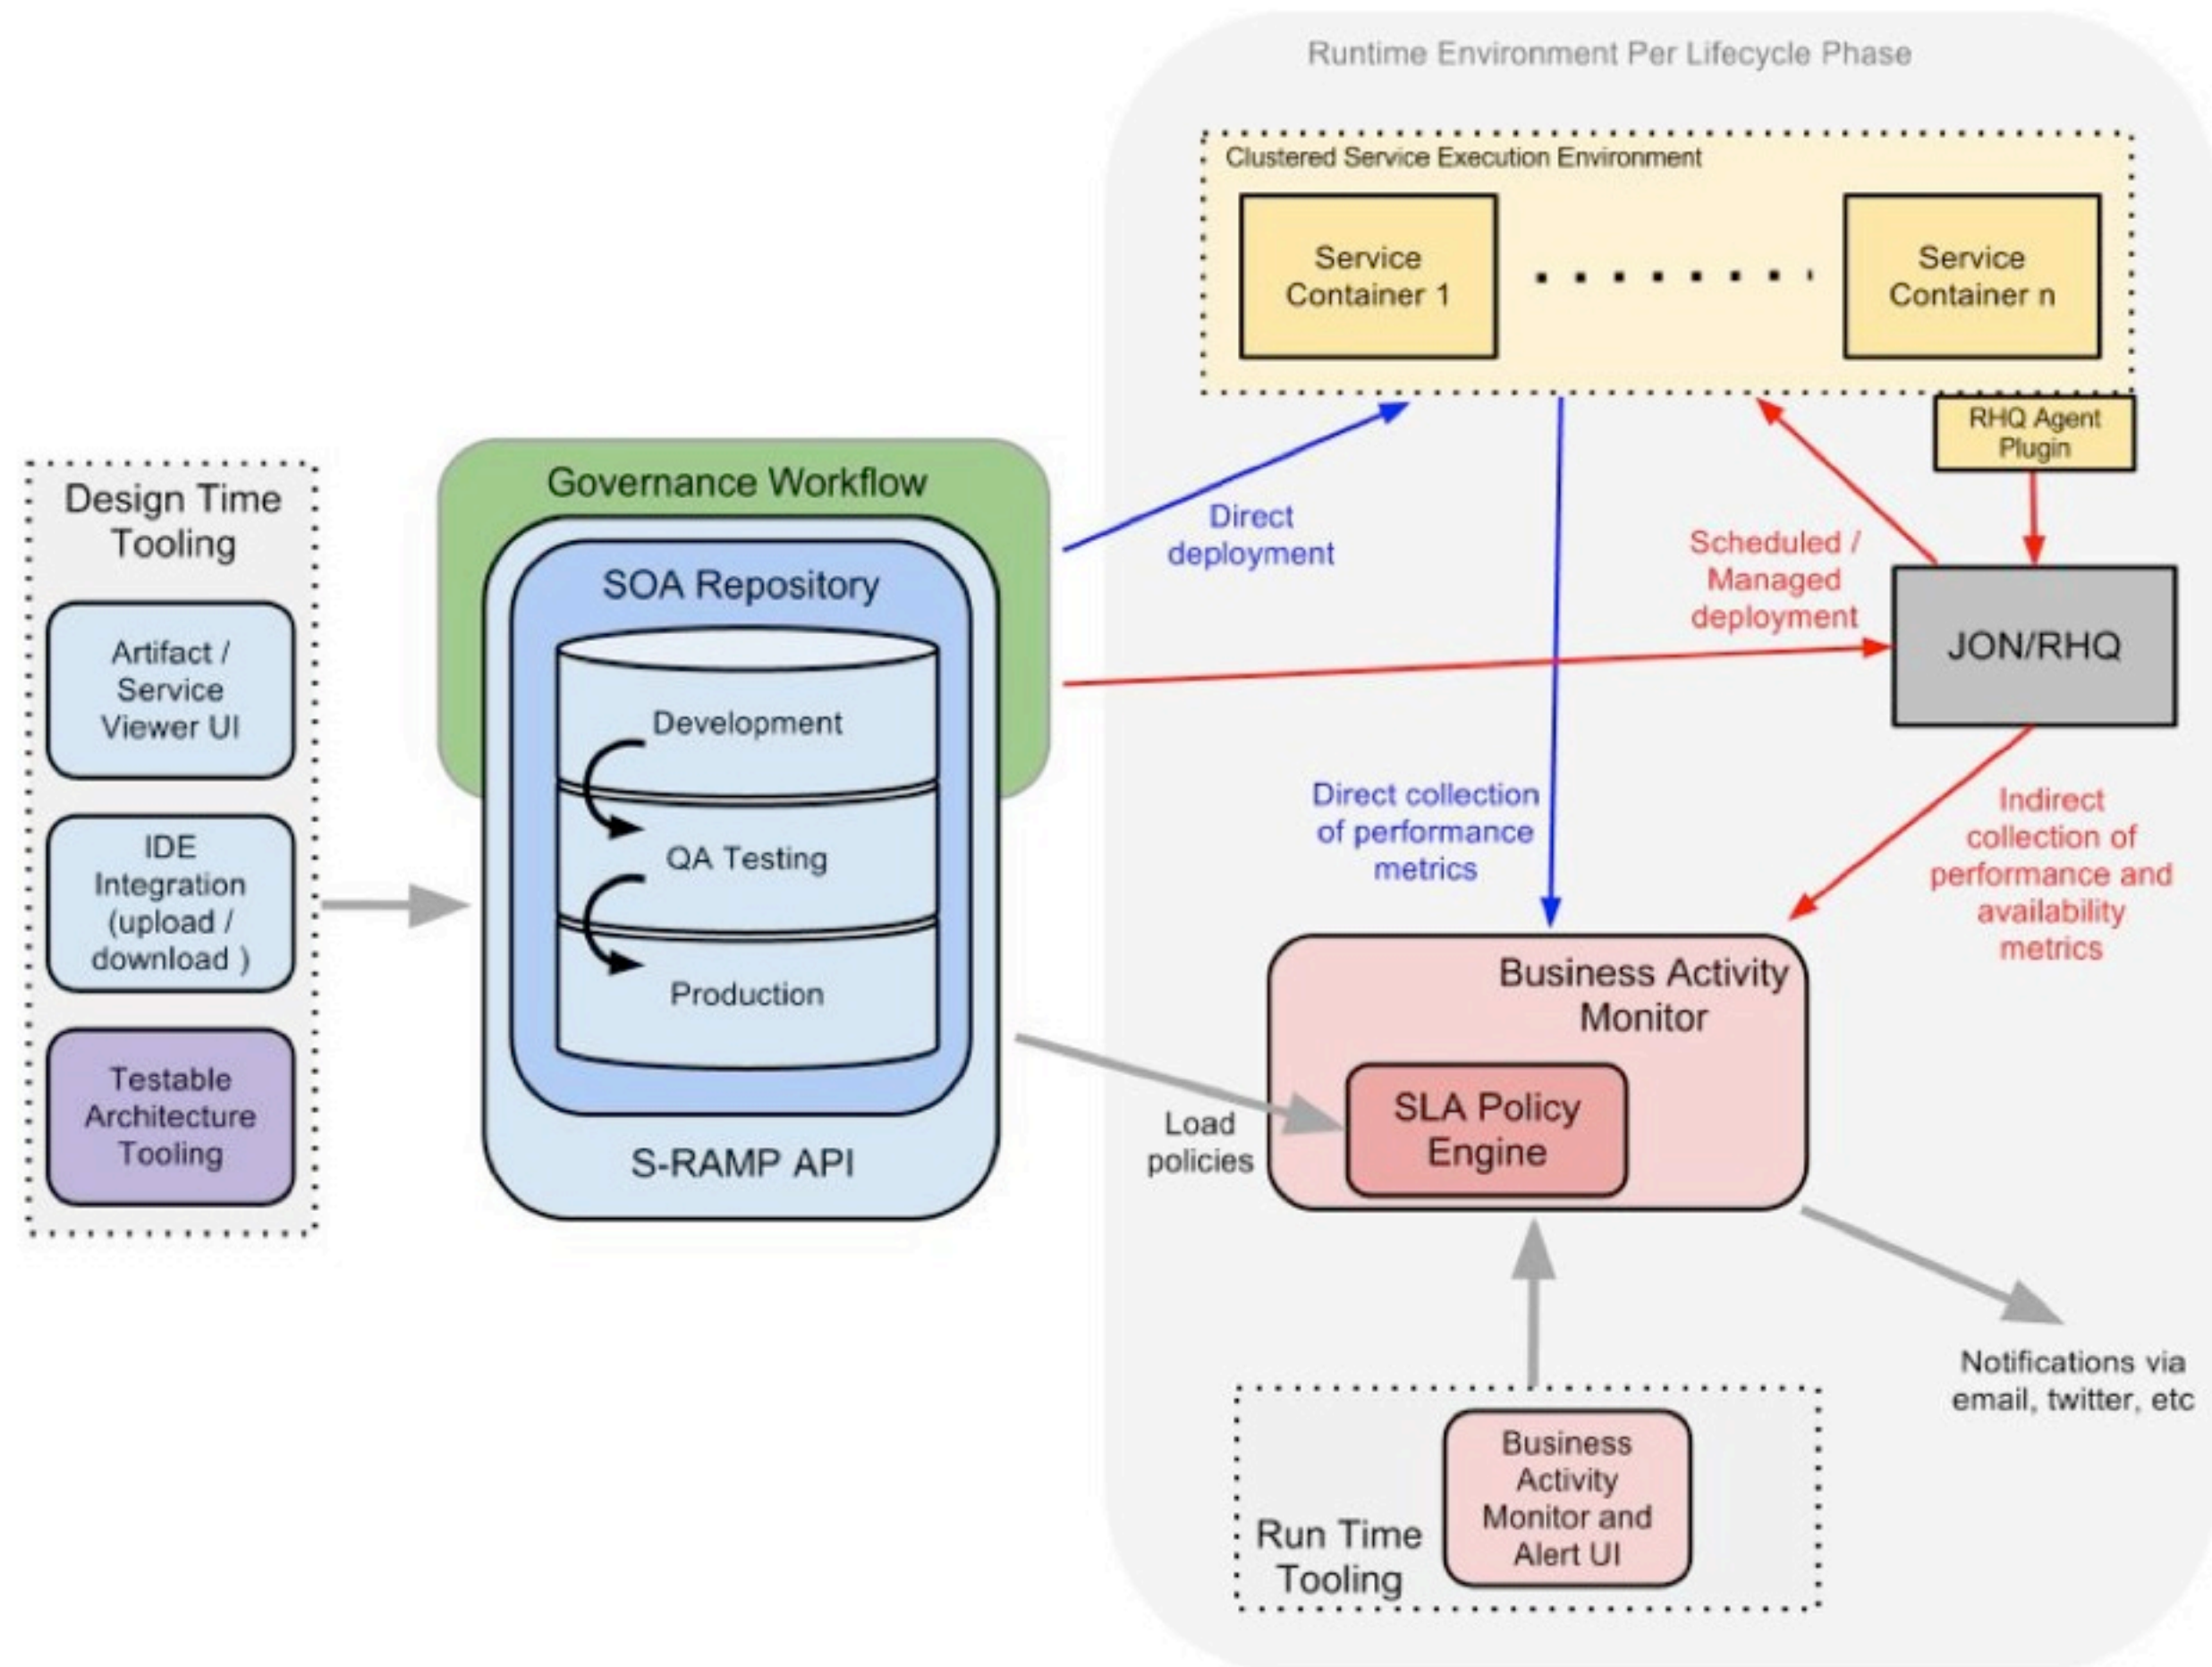 Runtime Environment Per Lifecycle Phase
Clustered Service Execution Environment
Service
Container 1
Service
Container n
RHQ Agent
Plugin
Governance Workflow
Design Time
Tooling
Direct
deployment
Scheduled /
Managed
deployment
SOA Repository
JON/RHQ
Artifact /
Service
Viewer UI
Development
Direct collection
of performance
metrics
Indirect
collection of
performance and
availability
metrics
IDE
Integration
(upload /
download )
QA Testing
Production
Business Activity
Monitor
Testable
Architecture
Tooling
SLA Policy
Engine
Load
policies
S-RAMP API
Notifications via
email, twitter, etc
Business
Activity
Monitor and
Alert UI
Run Time
Tooling